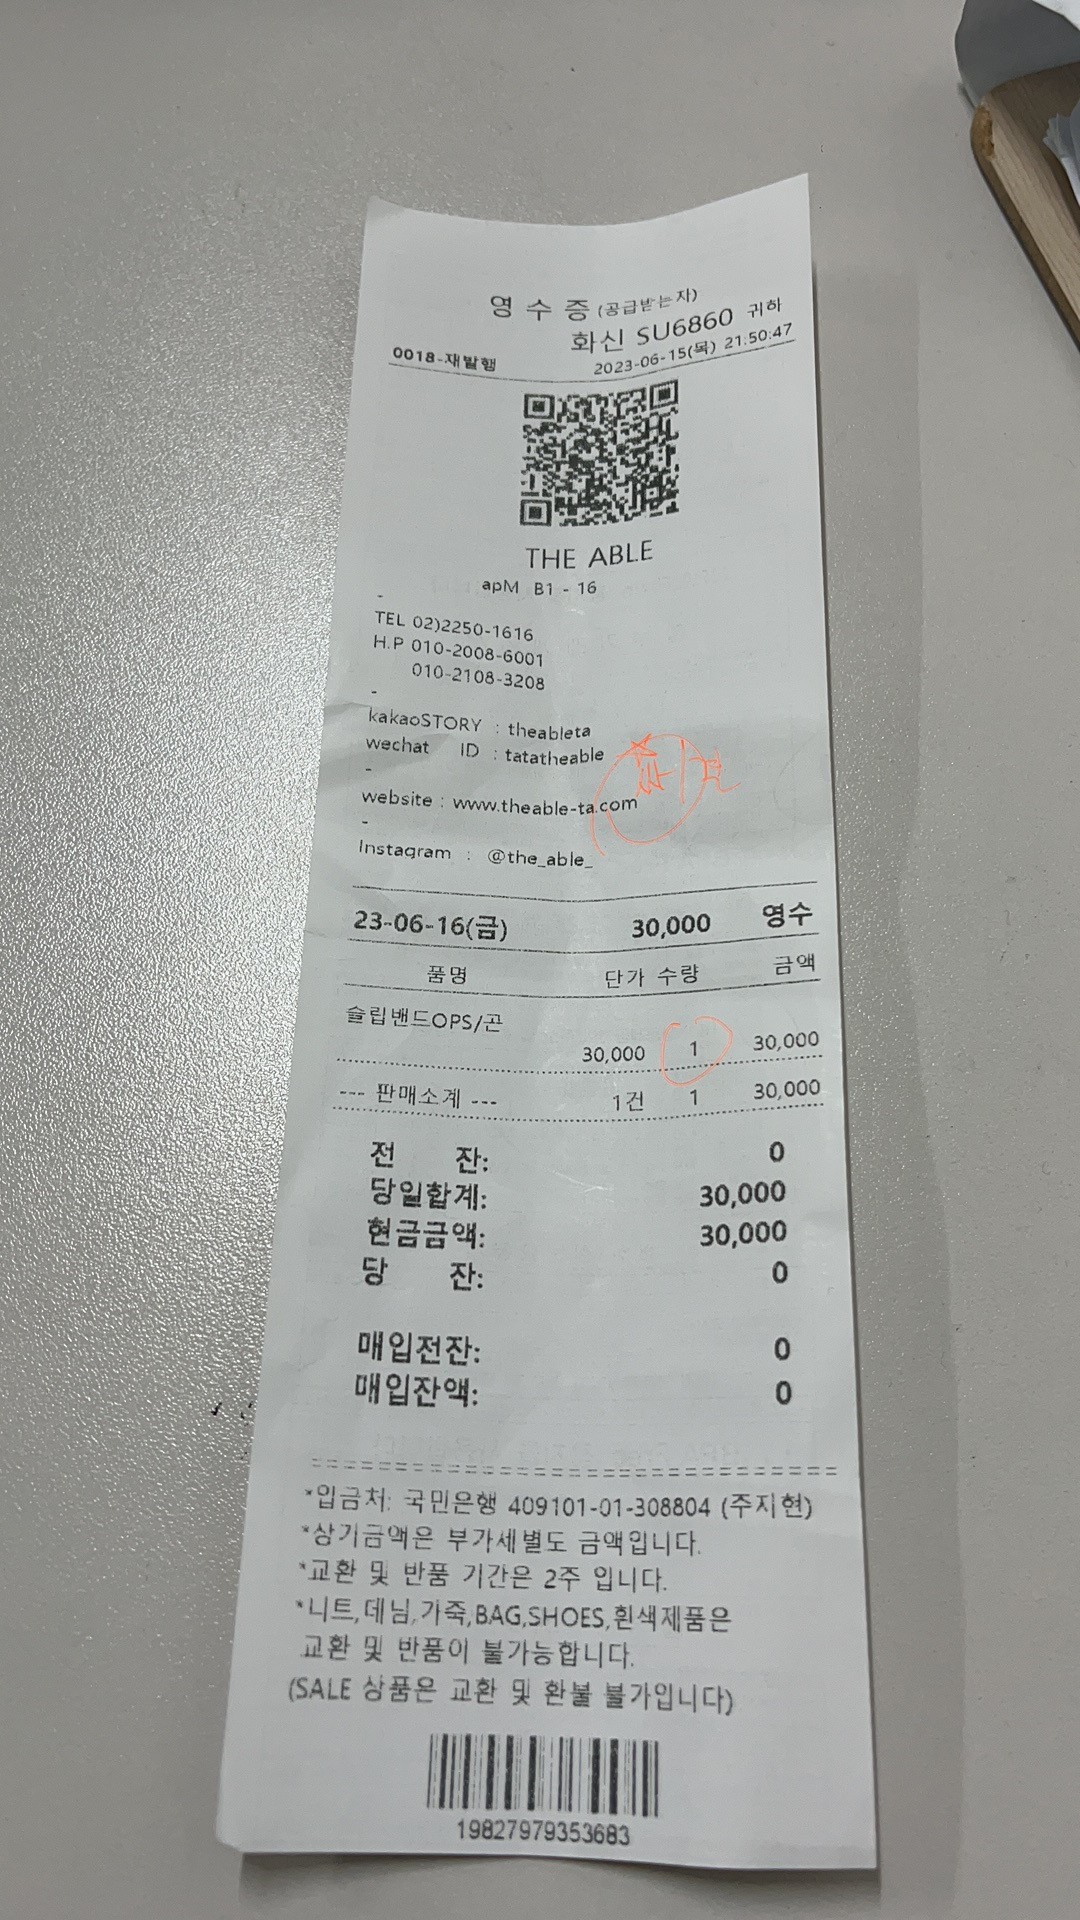 영 수 증 (공급받는자)
화신 SU6860 귀하
0018-재발행 2023-06-15(목) 21:50:47
THE ABLE
apM B1 - 16
-
TEL 02)2250-1616
H.P 010-2008-6001
010-2108-3208
-
kakaoSTORY : theableta
wechat ID : tatatheable
-
website : www.theable-ta.com
-
Instagram : @the_able_
23-06-16(금) 30,000 영수
품명 단가 수량 금액
슬립밴드OPS/곤
30,000 1 30,000
--- 판매소계 --- 1건 1 30,000
전 잔: 0
당일합계: 30,000
현금금액: 30,000
당 잔: 0
매입전잔: 0
매입잔액: 0
*입금처: 국민은행 409101-01-308804 (주지현)
*상기금액은 부가세별도 금액입니다.
*교환 및 반품 기간은 2주 입니다.
*니트,데님,가죽,BAG,SHOES,흰색제품은
교환 및 반품이 불가능합니다.
(SALE 상품은 교환 및 환불 불가입니다)
19827979353683